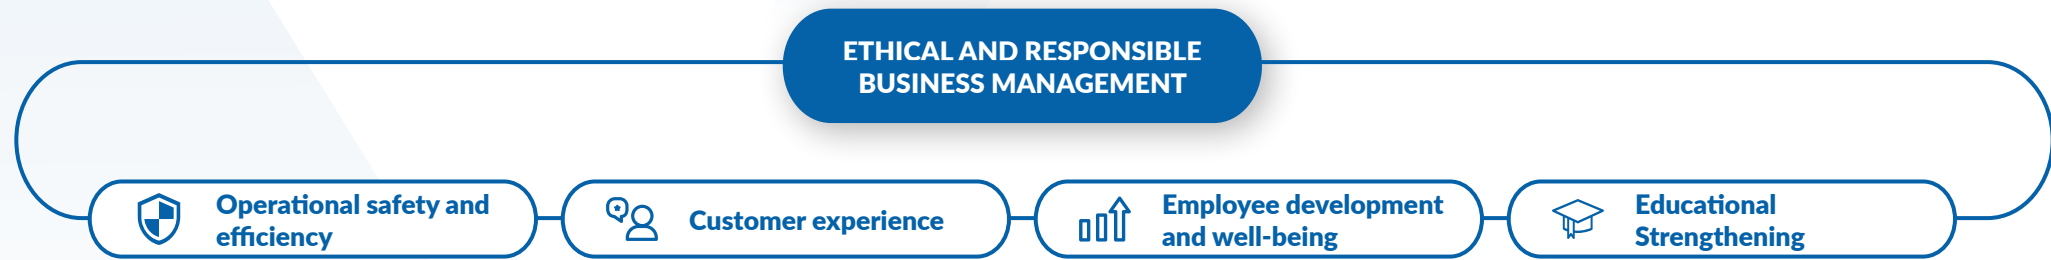 ETHICAL AND RESPONSIBLE
BUSINESS MANAGEMENT
Operational safety and
efficiency
Customer experience
Employee development
and well-being
Educational
Strengthening